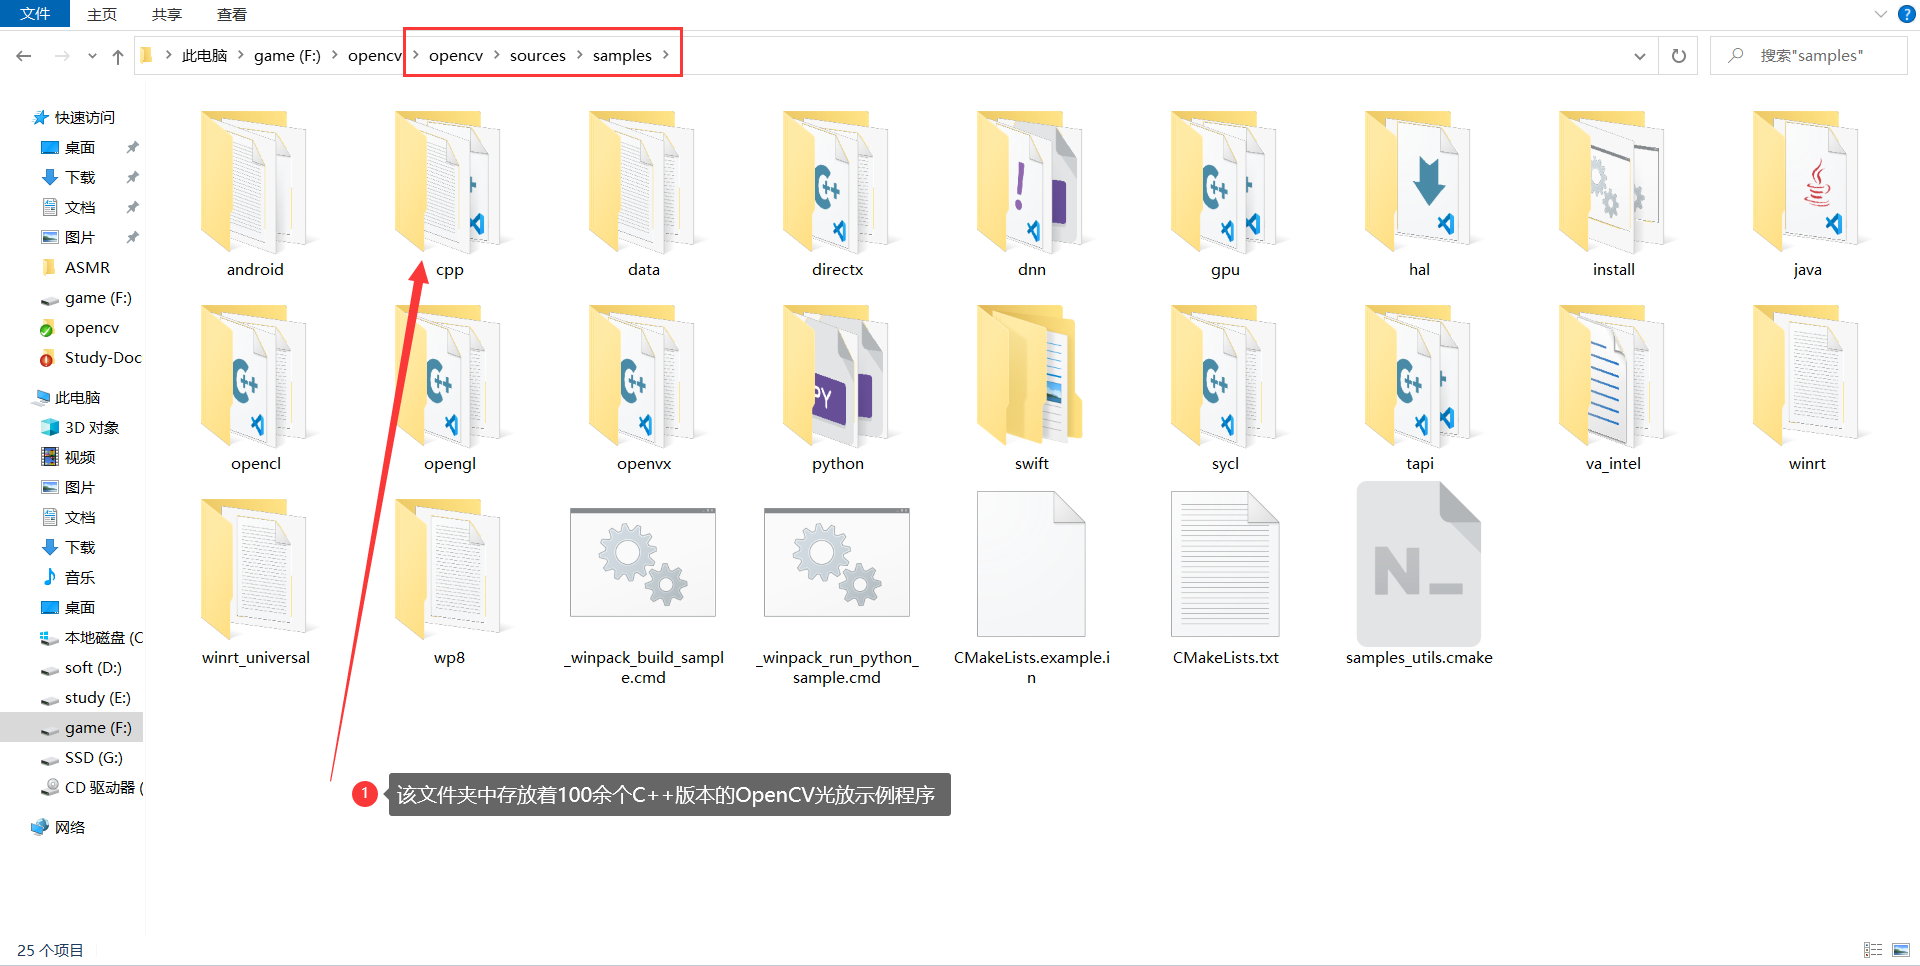 文件 主页 共享 查看
此电脑 game (F:) opencv opencv sources samples 搜索"samples"
快速访问
桌面
下载
文档
图片
ASMR
game (F:)
opencv
Study-Doc
此电脑
3D 对象
视频
图片
文档
下载
音乐
桌面
本地磁盘 (C
soft (D:)
study (E:)
game (F:)
SSD (G:)
CD 驱动器 (
网络
android cpp data directx dnn gpu hal install java
opencl opengl openvx python swift sycl tapi va_intel winrt
winrt_universal wp8 _winpack_build_sampl _winpack_run_python_ CMakeLists.example.i CMakeLists.txt samples_utils.cmake
e.cmd sample.cmd n
1 该文件夹中存放着100余个C++版本的OpenCV光放示例程序
25 个项目